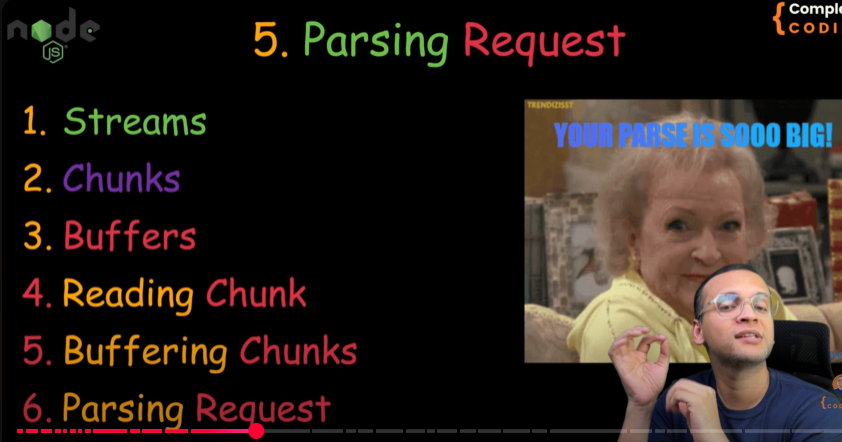 node
JS
5. Parsing Request
{ Comple
CODI
1. Streams
2. Chunks
3. Buffers
4. Reading Chunk
5. Buffering Chunks
6. Parsing Request
TRENDIZISST
YOUR PARSE IS SOOO BIG!